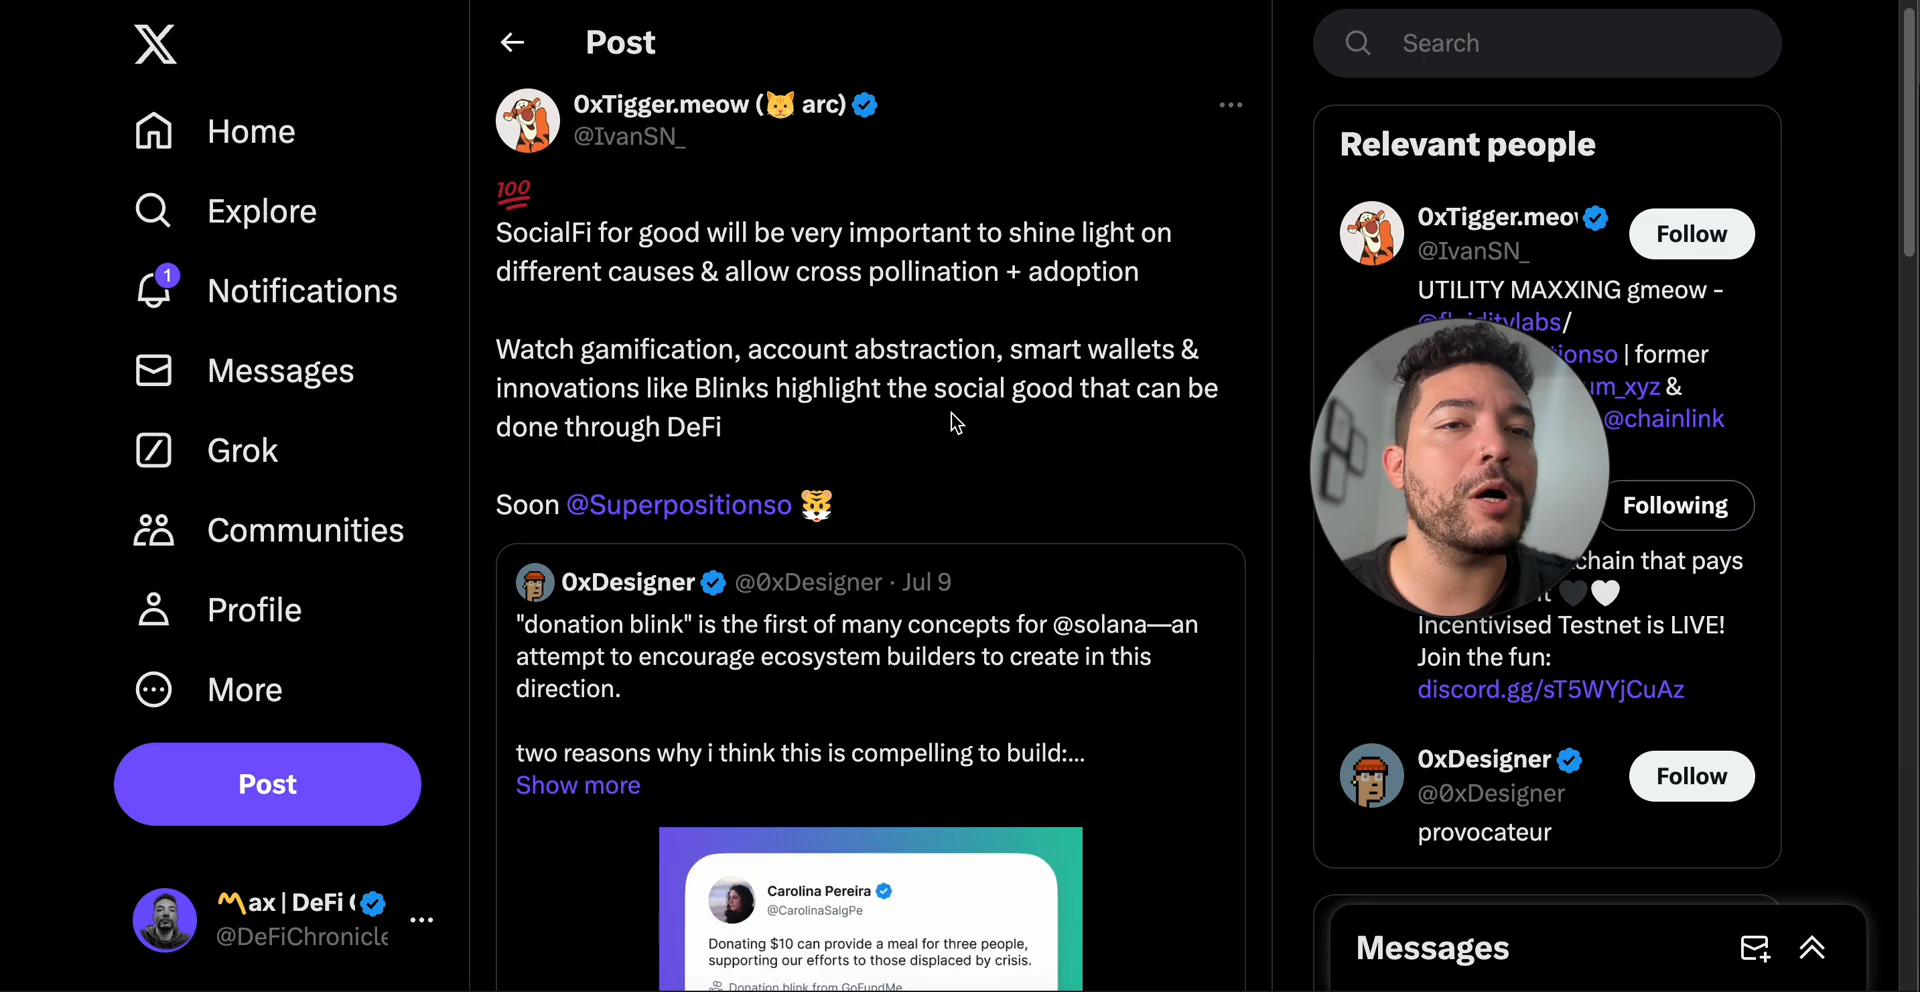 Home
Explore
1
Notifications
Messages
Grok
Communities
Profile
More
Post
ax | DeFi
@DeFiChronicle
Post
0xTigger.meow (🐱 arc)
@IvanSN_
💯
SocialFi for good will be very important to shine light on
different causes & allow cross pollination + adoption
Watch gamification, account abstraction, smart wallets &
innovations like Blinks highlight the social good that can be
done through DeFi
Soon @Superpositionso 🐯
0xDesigner @0xDesigner · Jul 9
"donation blink" is the first of many concepts for @solana—an
attempt to encourage ecosystem builders to create in this
direction.
two reasons why i think this is compelling to build:...
Show more
Carolina Pereira
@CarolinaSalgPe
Donating $10 can provide a meal for three people,
supporting our efforts to those displaced by crisis.
Donation blink from GoFundMe
Search
Relevant people
0xTigger.meow
@IvanSN_
Follow
UTILITY MAXXING gmeow -
@fluiditylabs/
ionso | former
um_xyz &
@chainlink
Following
chain that pays
Incentivised Testnet is LIVE!
Join the fun:
discord.gg/sT5WYjCuAz
0xDesigner
@0xDesigner
Follow
provocateur
Messages